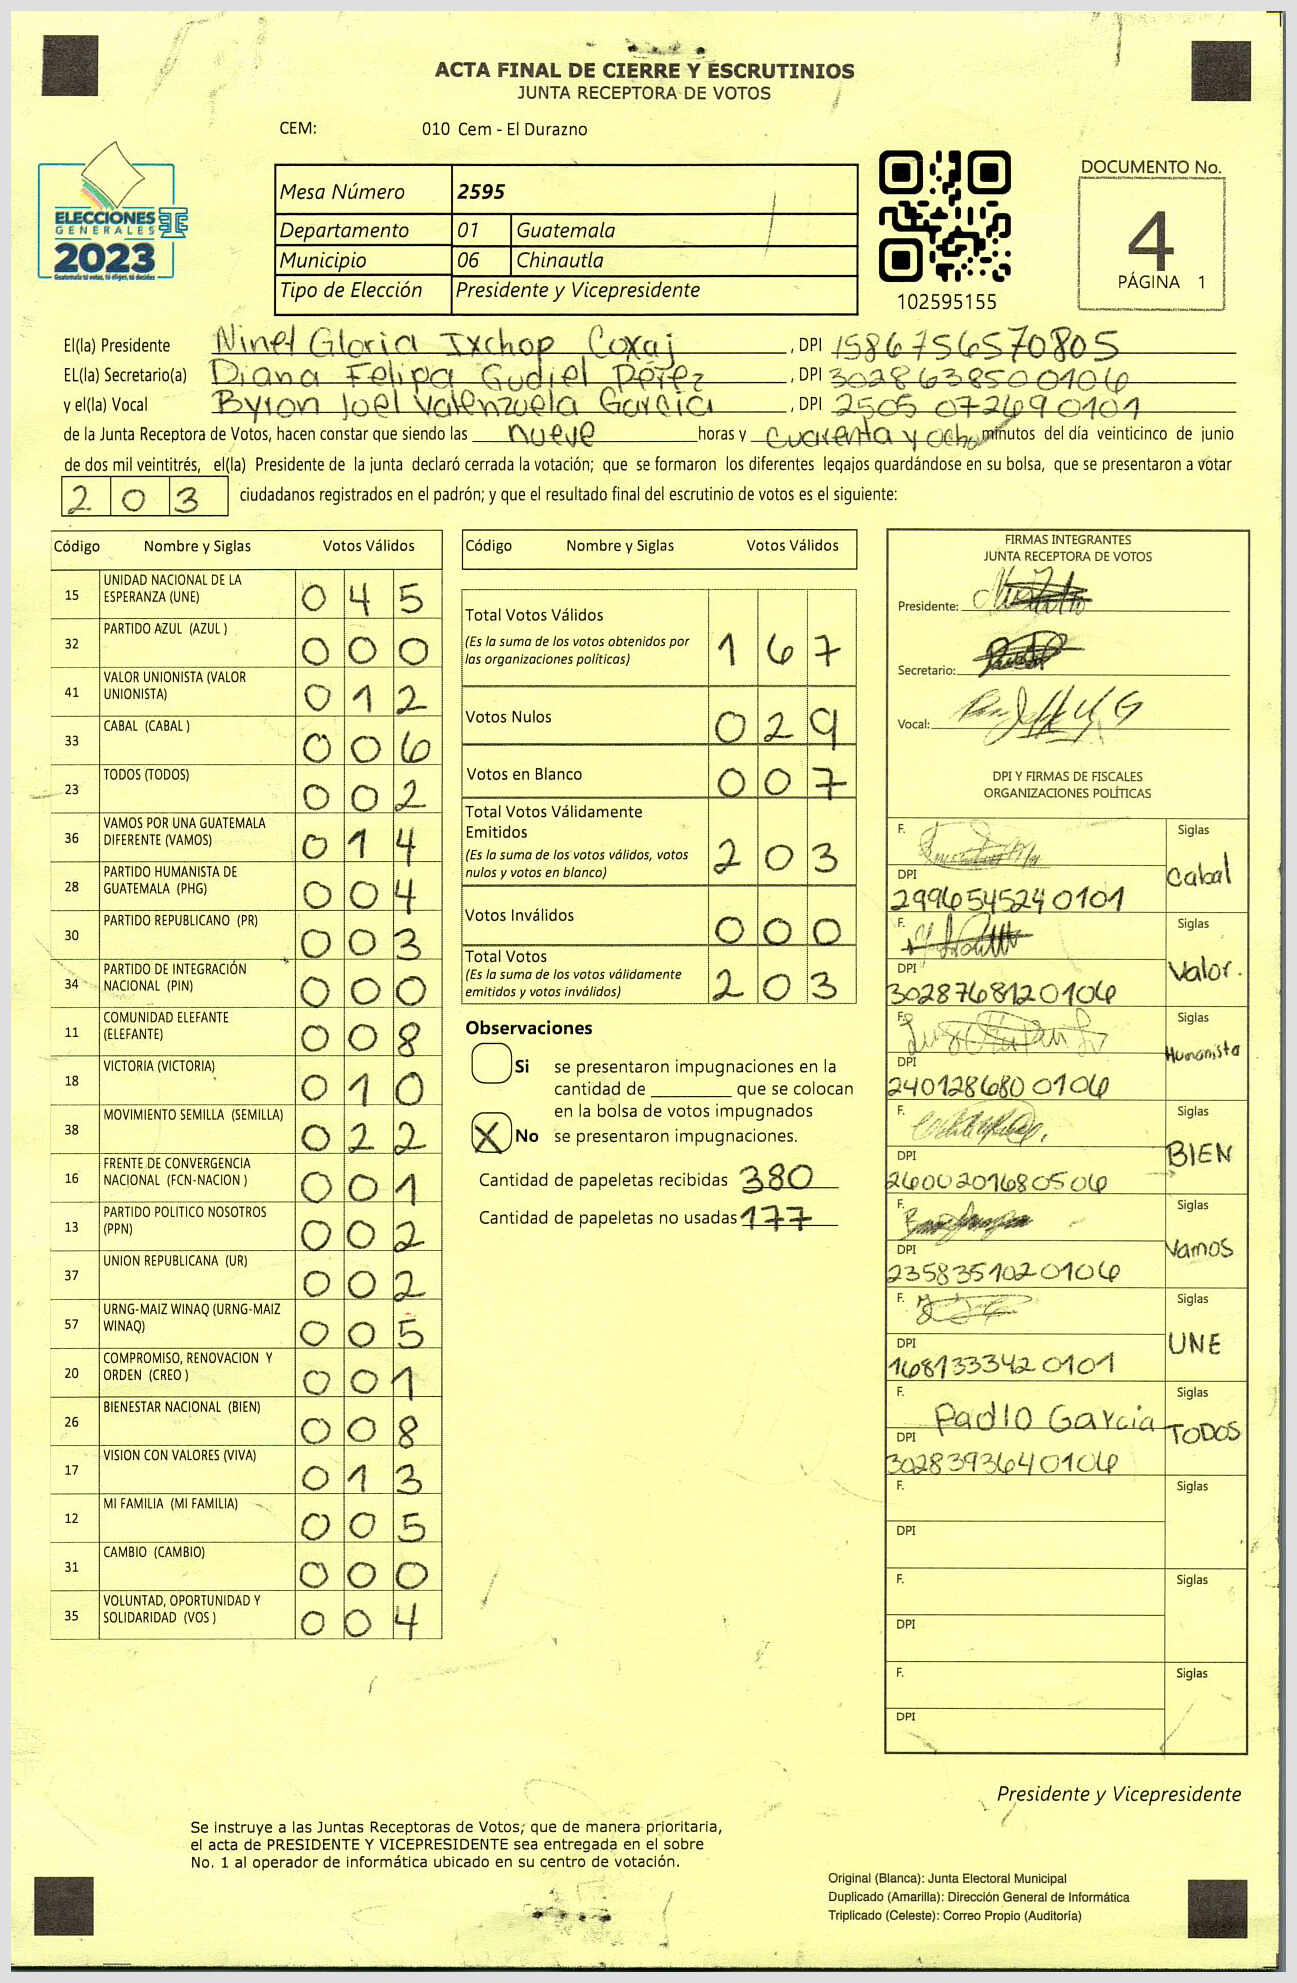 ACTA FINAL DE CIERRE Y ESCRUTINIOS
JUNTA RECEPTORA DE VOTOS
CEM: 010 Cem - El Durazno
ELECCIONES
GENERALES
2023
Guatemala tú votas, tú eliges, tú decides
Mesa Número 2595
Departamento 01 Guatemala
Municipio 06 Chinautla
Tipo de Elección Presidente y Vicepresidente
102595155
DOCUMENTO No.
4
PÁGINA 1
El(la) Presidente Ninet Gloria Ixchop Coxaj, DPI 1586756570805
EL(la) Secretario(a) Diana Felipa Gudiel Pérez, DPI 3028638500106
y el(la) Vocal Byron Joel Valenzuela García, DPI 2505 072690101
de la Junta Receptora de Votos, hacen constar que siendo las nueve horas y cuarenta y ocho minutos del día veinticinco de junio
de dos mil veintitrés, el(la) Presidente de la junta declaró cerrada la votación; que se formaron los diferentes legajos guardándose en su bolsa, que se presentaron a votar
2 0 3 ciudadanos registrados en el padrón; y que el resultado final del escrutinio de votos es el siguiente:
Código Nombre y Siglas Votos Válidos
15 UNIDAD NACIONAL DE LA ESPERANZA (UNE) 0 4 5
32 PARTIDO AZUL (AZUL ) 0 0 0
41 VALOR UNIONISTA (VALOR UNIONISTA) 0 1 2
33 CABAL (CABAL ) 0 0 6
23 TODOS (TODOS) 0 0 2
36 VAMOS POR UNA GUATEMALA DIFERENTE (VAMOS) 0 1 4
28 PARTIDO HUMANISTA DE GUATEMALA (PHG) 0 0 4
30 PARTIDO REPUBLICANO (PR) 0 0 3
34 PARTIDO DE INTEGRACIÓN NACIONAL (PIN) 0 0 0
11 COMUNIDAD ELEFANTE (ELEFANTE) 0 0 8
18 VICTORIA (VICTORIA) 0 1 0
38 MOVIMIENTO SEMILLA (SEMILLA) 0 2 2
16 FRENTE DE CONVERGENCIA NACIONAL (FCN-NACION ) 0 0 1
13 PARTIDO POLITICO NOSOTROS (PPN) 0 0 2
37 UNION REPUBLICANA (UR) 0 0 2
57 URNG-MAIZ WINAQ (URNG-MAIZ WINAQ) 0 0 5
20 COMPROMISO, RENOVACION Y ORDEN (CREO ) 0 0 1
26 BIENESTAR NACIONAL (BIEN) 0 0 8
17 VISION CON VALORES (VIVA) 0 1 3
12 MI FAMILIA (MI FAMILIA) 0 0 5
31 CAMBIO (CAMBIO) 0 0 0
35 VOLUNTAD, OPORTUNIDAD Y SOLIDARIDAD (VOS ) 0 0 4
Código Nombre y Siglas Votos Válidos
Total Votos Válidos 1 6 7
(Es la suma de los votos obtenidos por
las organizaciones políticas)
Votos Nulos 0 2 9
Votos en Blanco 0 0 7
Total Votos Válidamente
Emitidos 2 0 3
(Es la suma de los votos válidos, votos
nulos y votos en blanco)
Votos Inválidos 0 0 0
Total Votos 2 0 3
(Es la suma de los votos válidamente
emitidos y votos inválidos)
Observaciones
Si se presentaron impugnaciones en la
cantidad de ________ que se colocan
en la bolsa de votos impugnados
X No se presentaron impugnaciones.
Cantidad de papeletas recibidas 380
Cantidad de papeletas no usadas 177
FIRMAS INTEGRANTES
JUNTA RECEPTORA DE VOTOS
Presidente:
Secretario:
Vocal:
DPI Y FIRMAS DE FISCALES
ORGANIZACIONES POLÍTICAS
F. Siglas Cabal
DPI 2996545240101
F. Siglas Valor.
DPI 3028768120106
F. Siglas Humanista
DPI 2401286800106
F. Siglas BIEN
DPI 2600201680506
F. Siglas Vamos
DPI 2358351020106
F. Siglas UNE
DPI 1681333420101
F. Padlo Garcia Siglas TODOS
DPI 3028393640106
F. Siglas
DPI
F. Siglas
DPI
F. Siglas
DPI
Presidente y Vicepresidente
Se instruye a las Juntas Receptoras de Votos, que de manera prioritaria,
el acta de PRESIDENTE Y VICEPRESIDENTE sea entregada en el sobre
No. 1 al operador de informática ubicado en su centro de votación.
Original (Blanca): Junta Electoral Municipal
Duplicado (Amarilla): Dirección General de Informática
Triplicado (Celeste): Correo Propio (Auditoría)